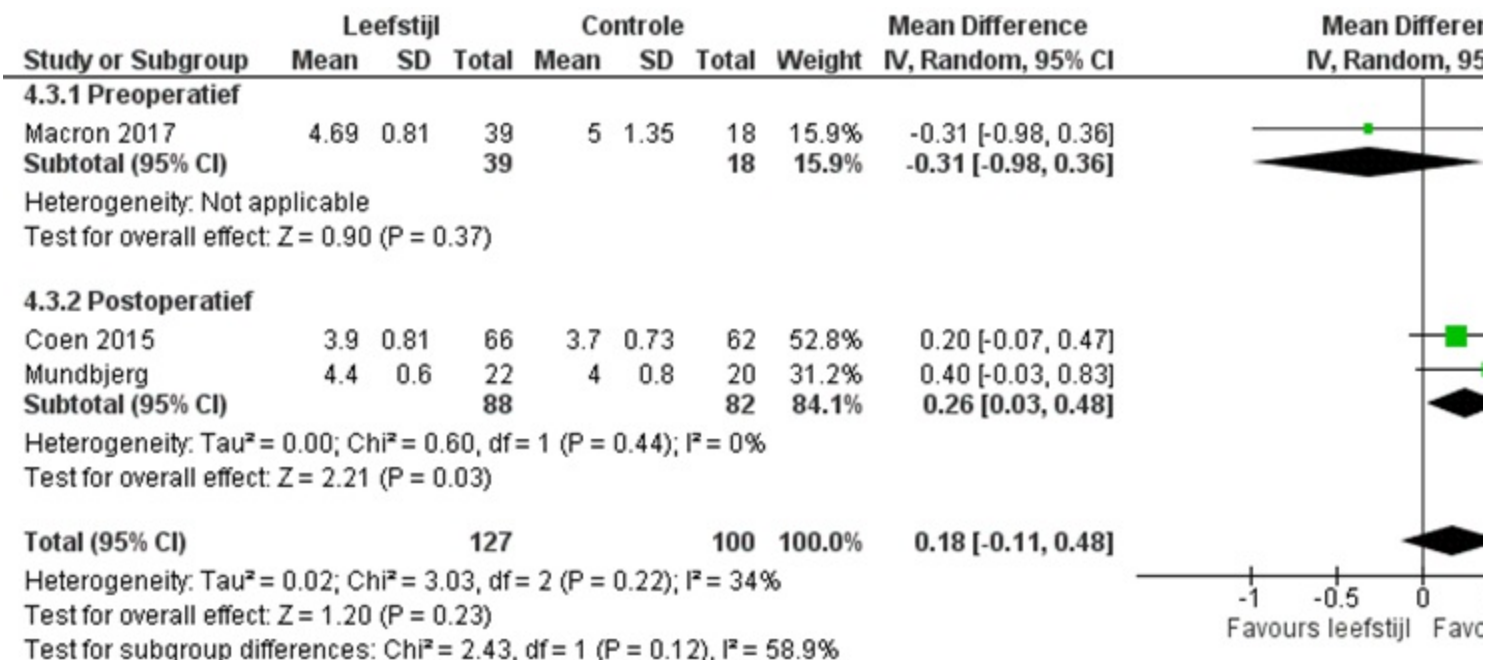 Leefstijl Controle Mean Difference Mean Differer
Study or Subgroup Mean SD Total Mean SD Total Weight IV, Random, 95% CI IV, Random, 95
4.3.1 Preoperatief
Macron 2017 4.69 0.81 39 5 1.35 18 15.9% -0.31 [-0.98, 0.36]
Subtotal (95% CI) 39 18 15.9% -0.31 [-0.98, 0.36]
Heterogeneity: Not applicable
Test for overall effect: Z = 0.90 (P = 0.37)
4.3.2 Postoperatief
Coen 2015 3.9 0.81 66 3.7 0.73 62 52.8% 0.20 [-0.07, 0.47]
Mundbjerg 4.4 0.6 22 4 0.8 20 31.2% 0.40 [-0.03, 0.83]
Subtotal (95% CI) 88 82 84.1% 0.26 [0.03, 0.48]
Heterogeneity: Tau² = 0.00; Chi² = 0.60, df = 1 (P = 0.44); I² = 0%
Test for overall effect: Z = 2.21 (P = 0.03)
Total (95% CI) 127 100 100.0% 0.18 [-0.11, 0.48]
Heterogeneity: Tau² = 0.02; Chi² = 3.03, df = 2 (P = 0.22); I² = 34%
Test for overall effect: Z = 1.20 (P = 0.23)
Test for subgroup differences: Chi² = 2.43, df = 1 (P = 0.12), I² = 58.9%
-1 -0.5 0
Favours leefstijl Favo